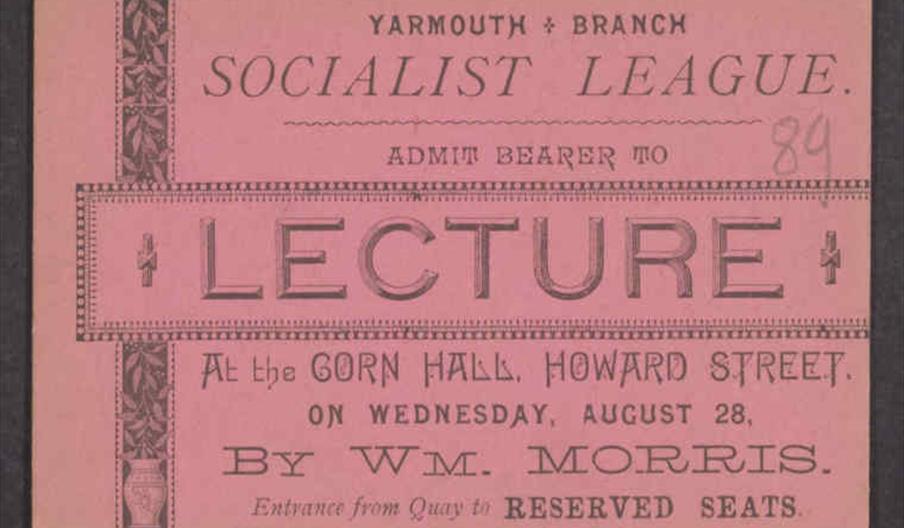 YARMOUTH + BRANCH
SOCIALIST LEAGUE.
89
ADMIT BEARER TO
LECTURE
At the CORN HALL, HOWARD STREET.
ON WEDNESDAY, AUGUST 28,
BY WM. MORRIS.
Entrance from Quay to RESERVED SEATS.